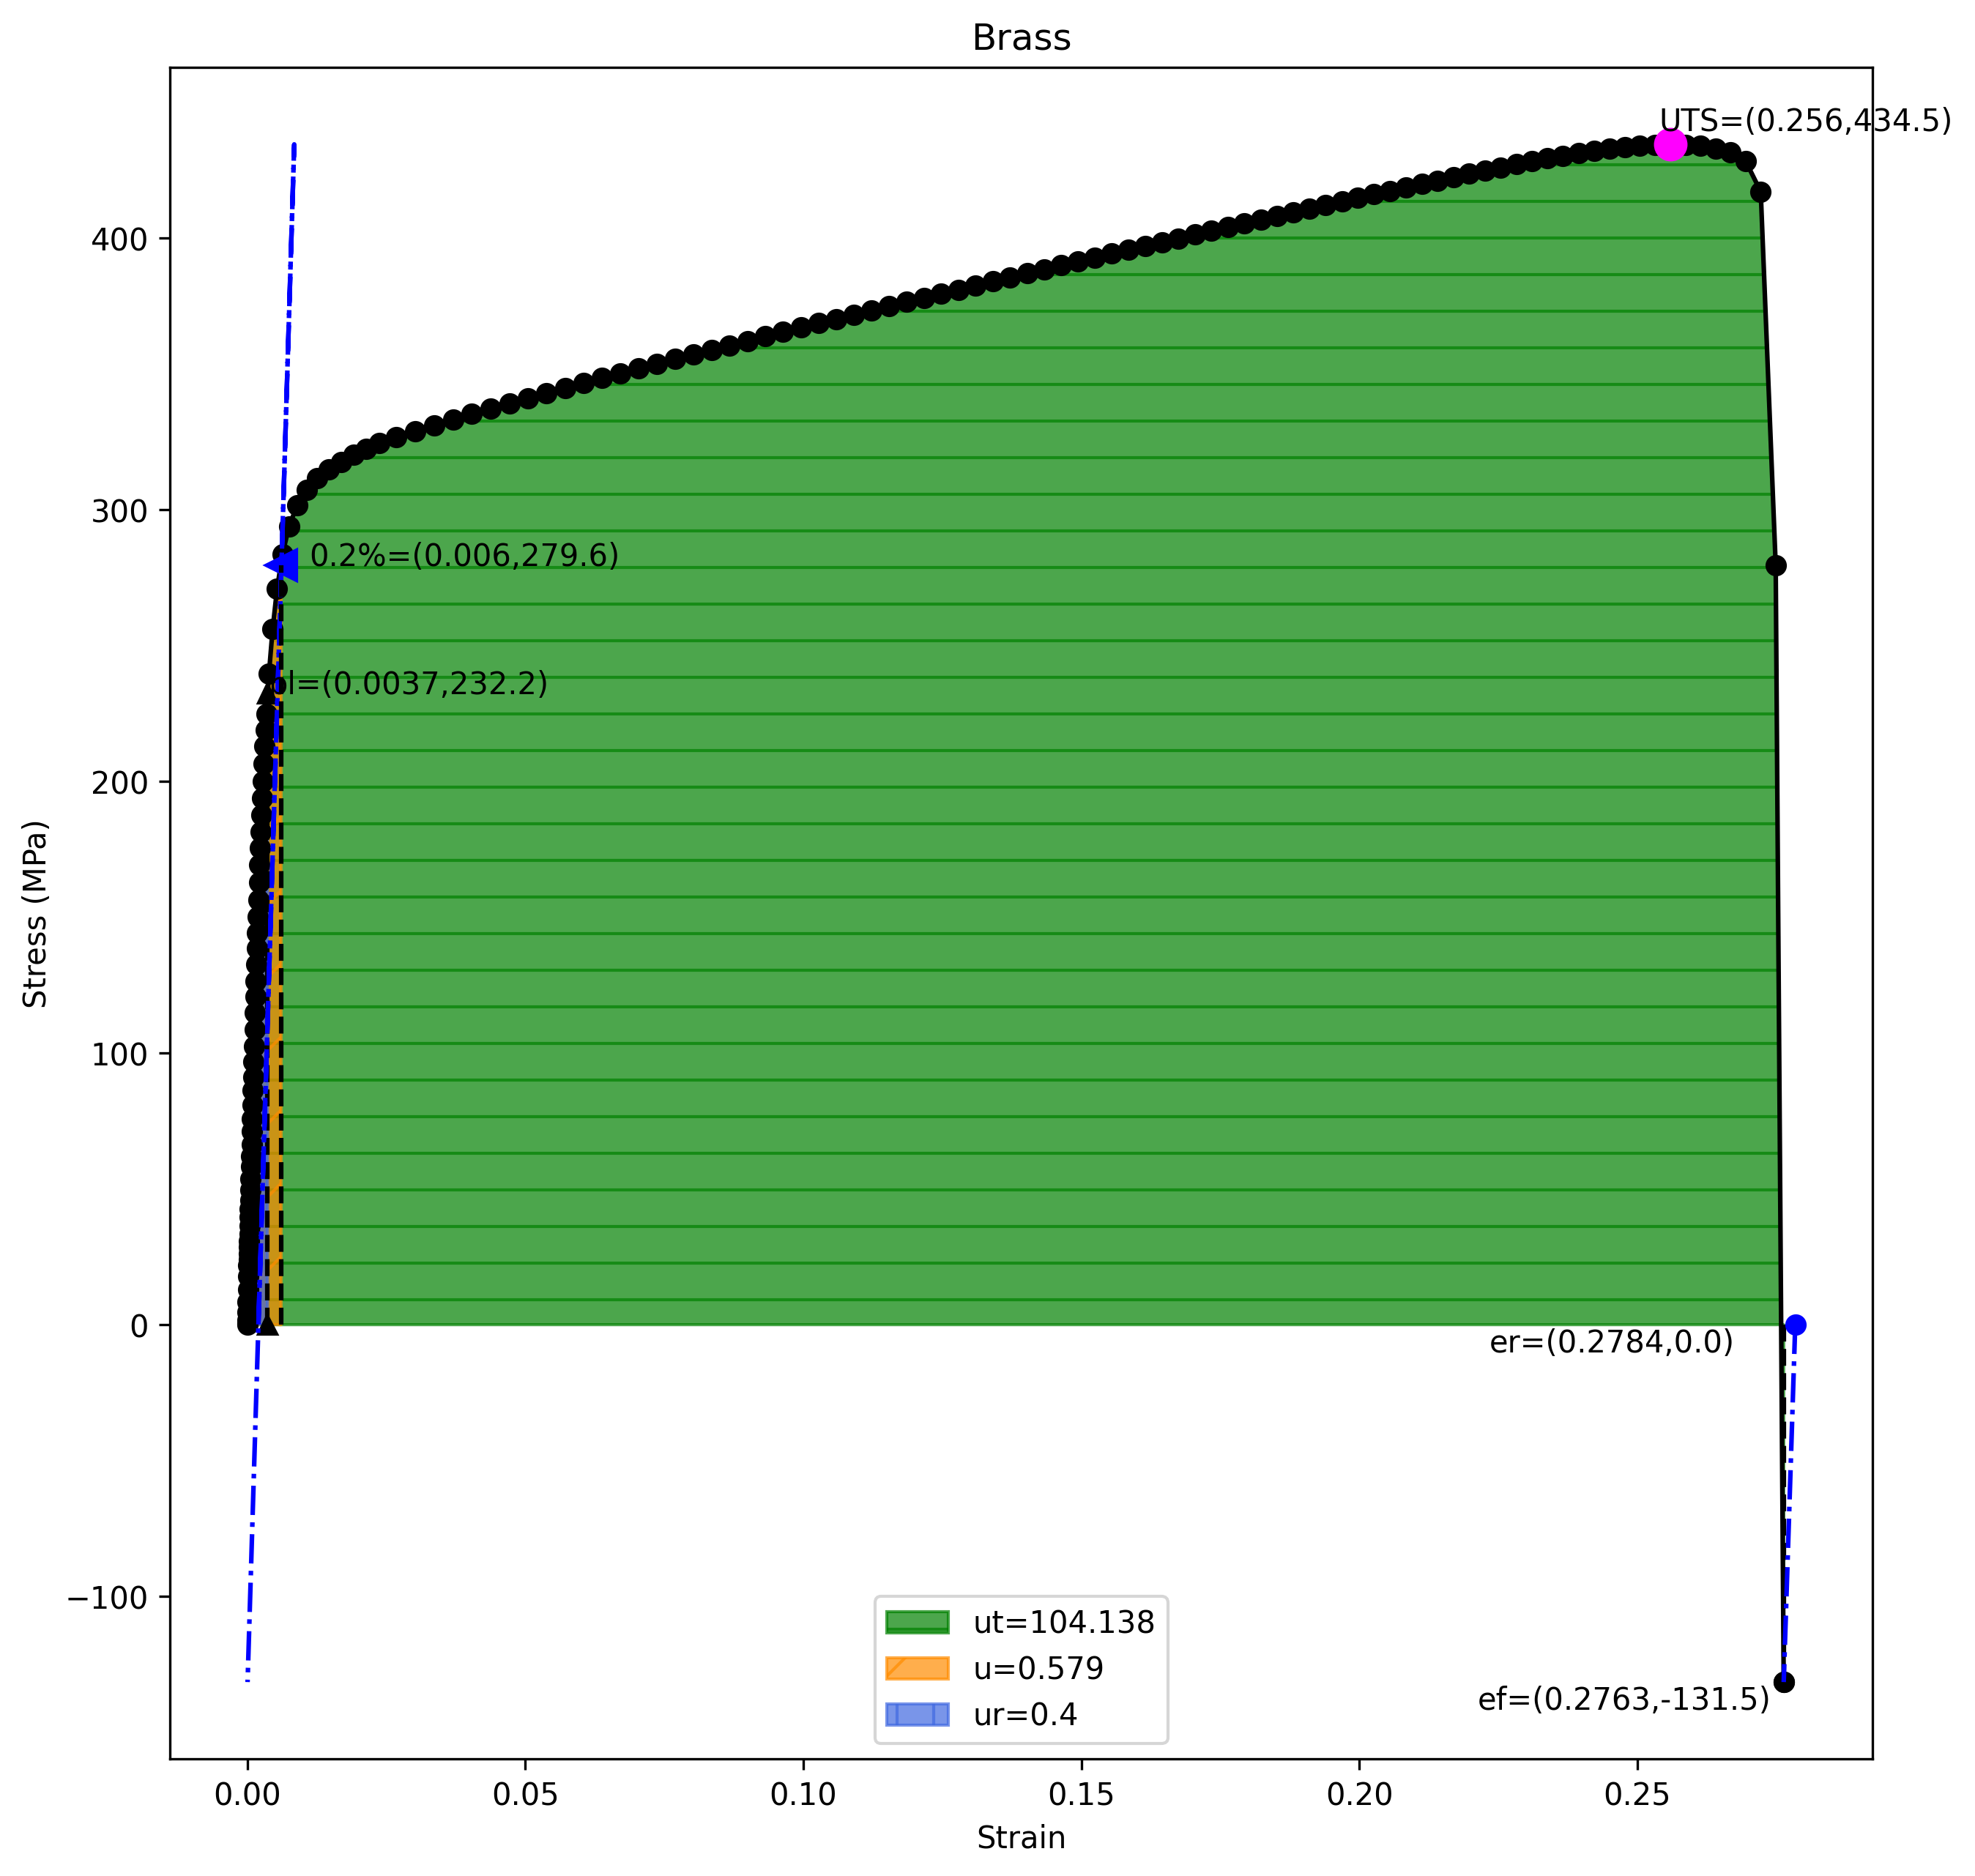 Brass
UTS=(0.256,434.5)
400
300
0.2%=(0.006,279.6)
l=(0.0037,232.2)
200
Stress (MPa)
100
0
er=(0.2784,0.0)
−100
ut=104.138
u=0.579
ur=0.4
ef=(0.2763,-131.5)
0.00 0.05 0.10 0.15 0.20 0.25
Strain